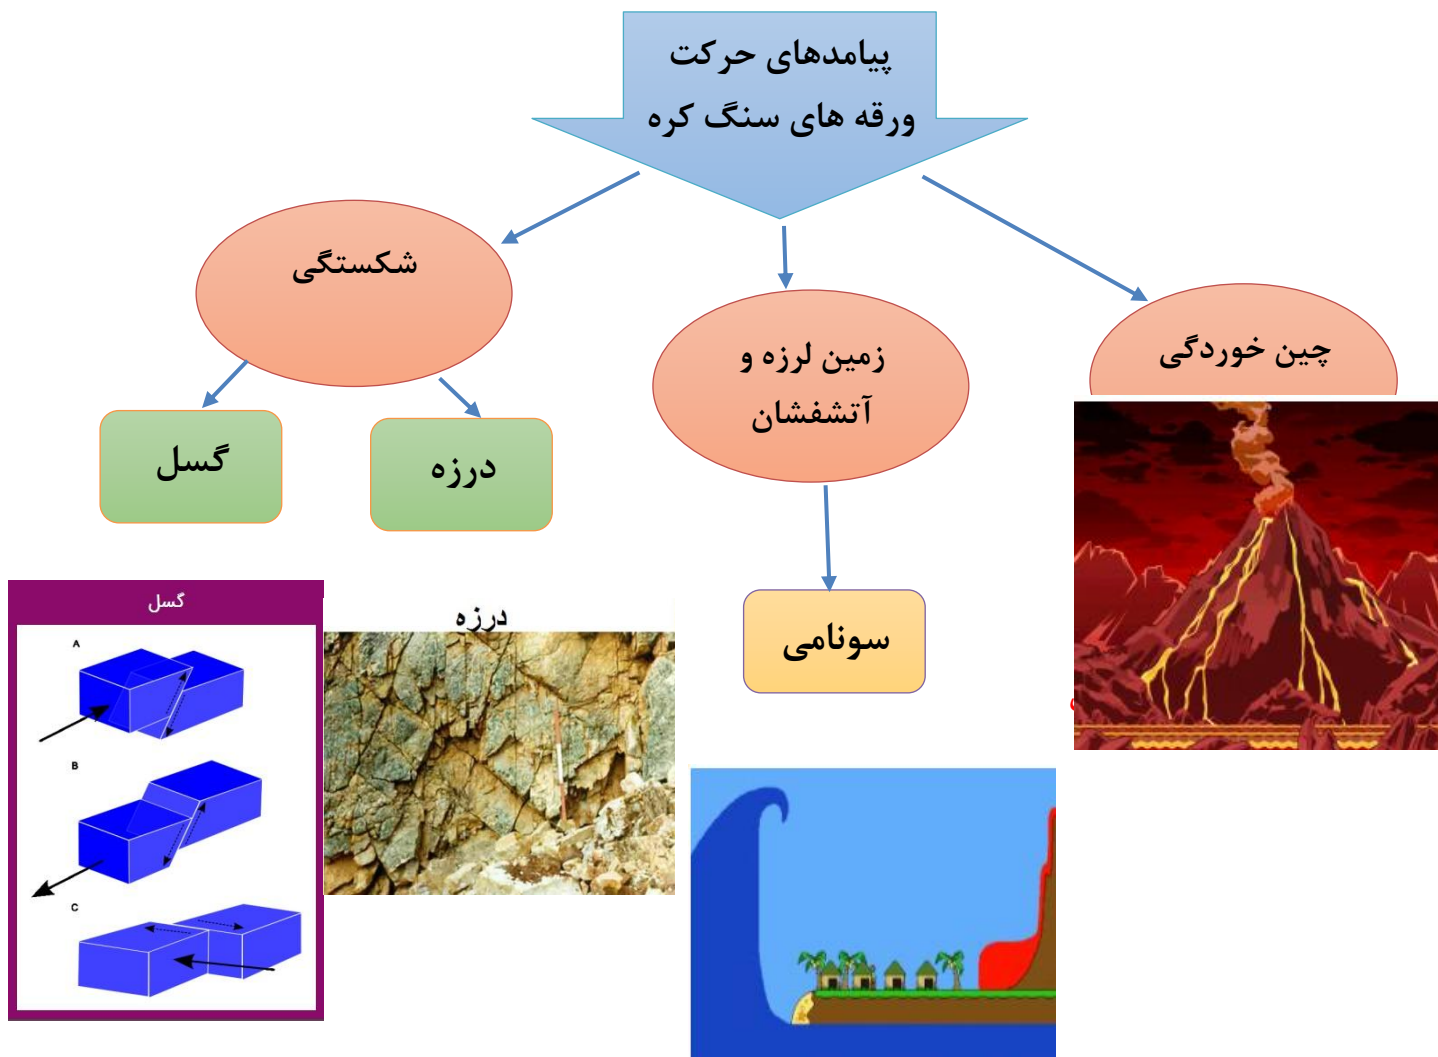 پیامدهای حرکت
ورقه های سنگ کره
شکستگی
زمین لرزه و
آتشفشان
چین خوردگی
گسل
درزه
سونامی
گسل
A
B
C
درزه